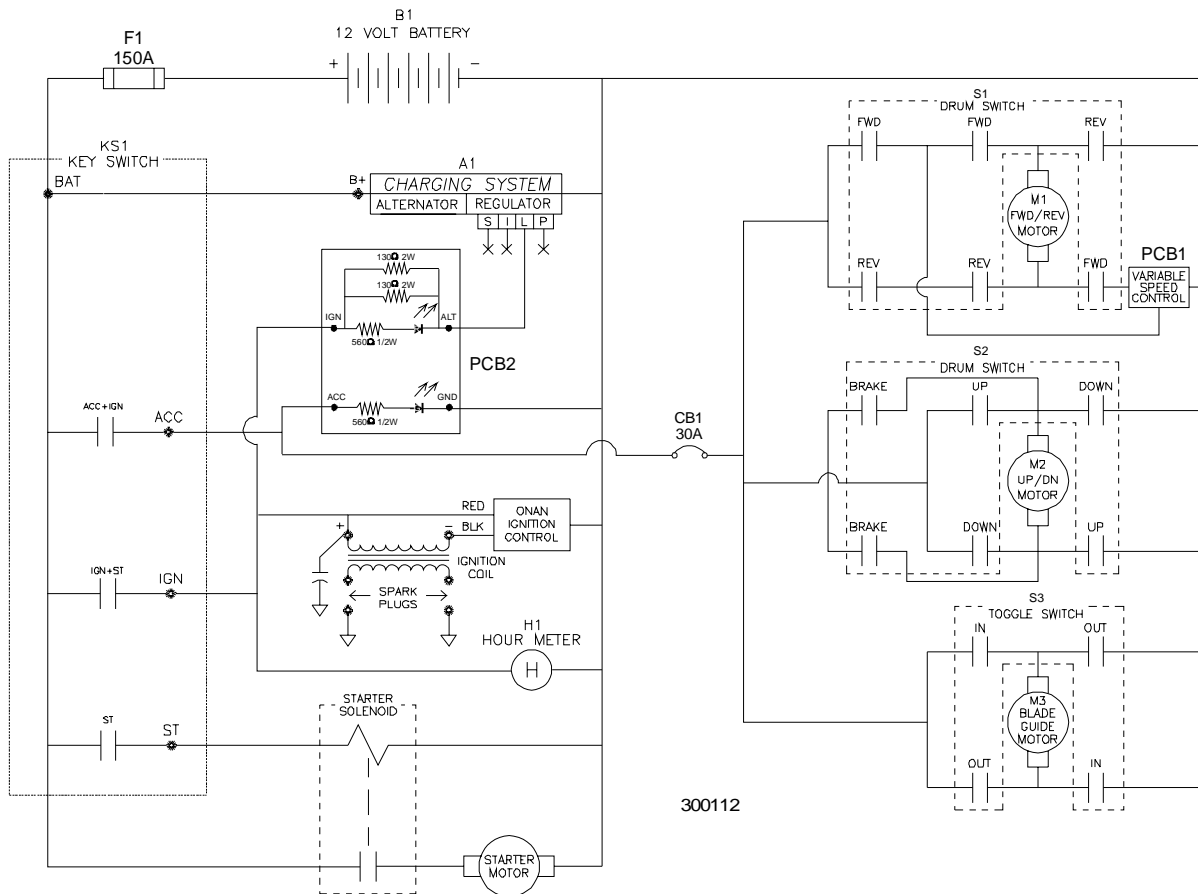 B1
12 VOLT BATTERY
F1
150A
+
-
S1
DRUM SWITCH
FWD
FWD
REV
KS1
KEY SWITCH
BAT
A1
B+
CHARGING SYSTEM
ALTERNATOR
REGULATOR
S I L P
M1
FWD/REV
MOTOR
130Ω 2W
130Ω 2W
IGN
ALT
560Ω 1/2W
PCB2
ACC
GND
560Ω 1/2W
REV
REV
FWD
PCB1
VARIABLE
SPEED
CONTROL
S2
DRUM SWITCH
BRAKE
UP
DOWN
ACC+IGN
ACC
CB1
30A
M2
UP/DN
MOTOR
BRAKE
DOWN
UP
RED
BLK
+
-
ONAN
IGNITION
CONTROL
IGNITION
COIL
SPARK
PLUGS
IGN+ST
IGN
H1
HOUR METER
H
S3
TOGGLE SWITCH
IN
OUT
M3
BLADE
GUIDE
MOTOR
OUT
IN
STARTER
SOLENOID
ST
ST
300112
STARTER
MOTOR